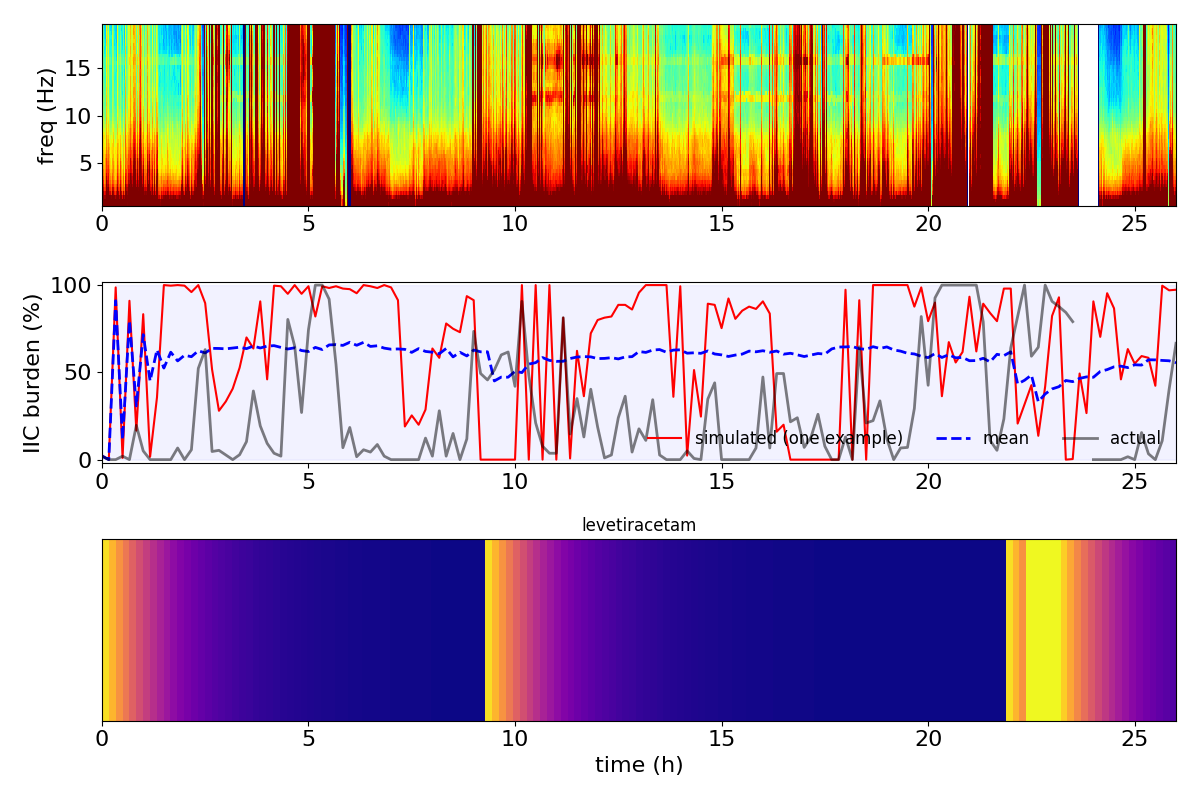 freq (Hz)
15
10
5
0 5 10 15 20 25
IIC burden (%)
100
50
0
simulated (one example) mean actual
0 5 10 15 20 25
levetiracetam
0 5 10 15 20 25
time (h)